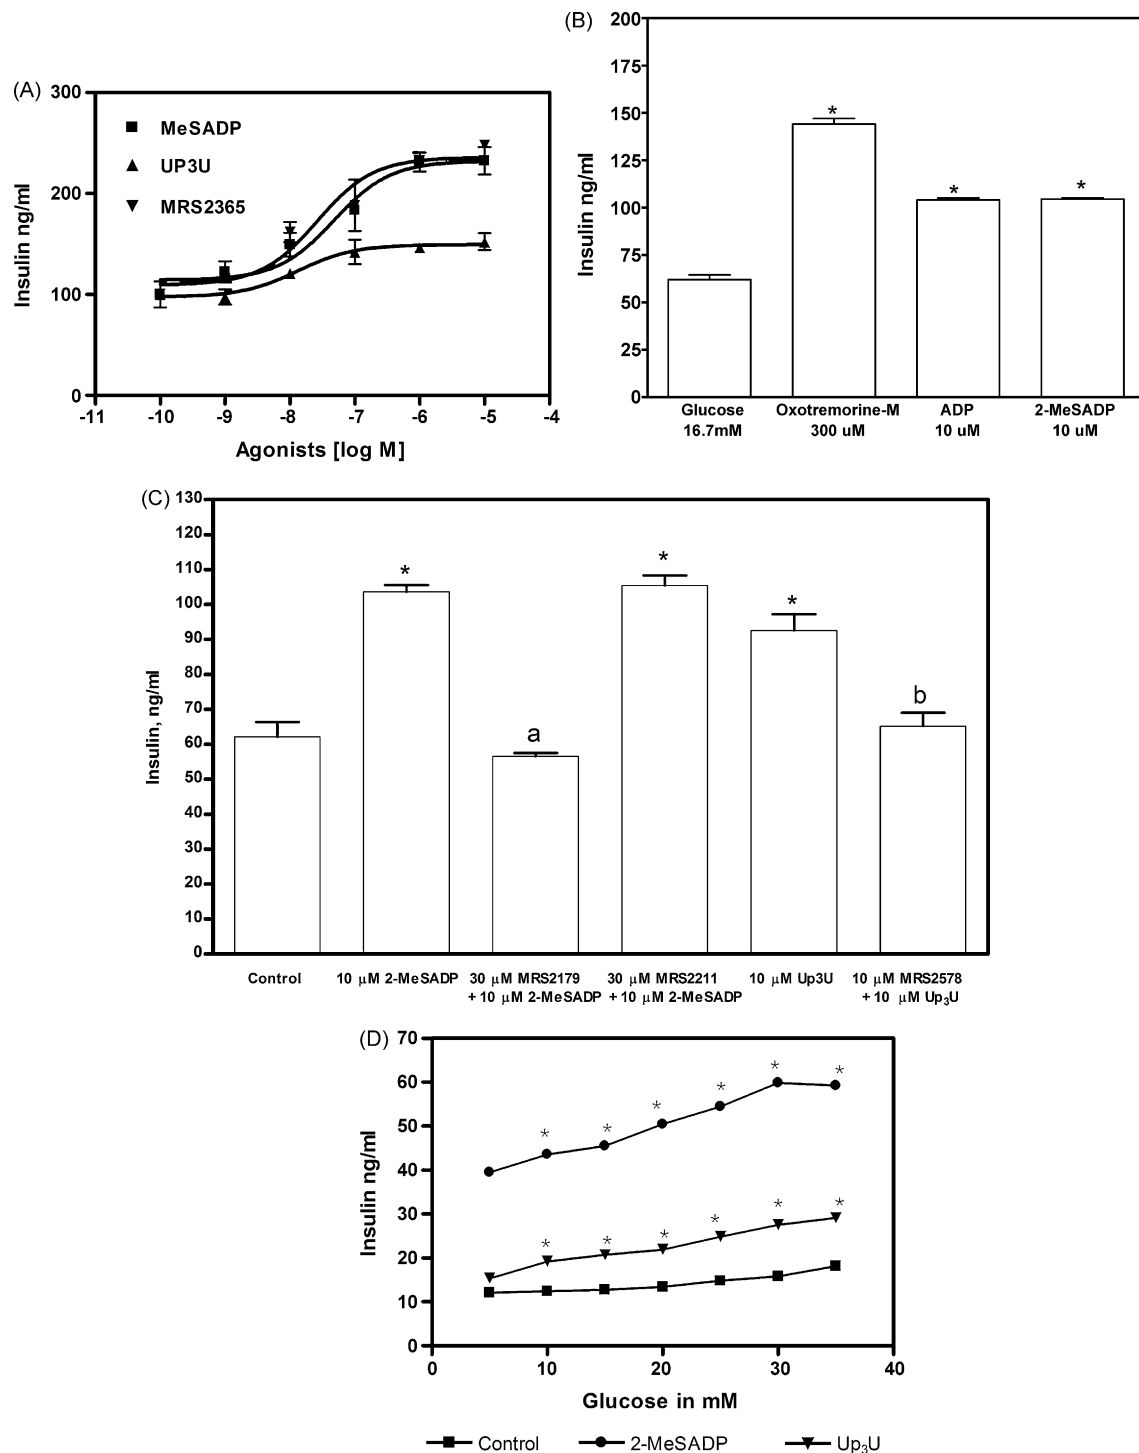 (A)
300
200
100
0
Insulin ng/ml
MeSADP
UP3U
MRS2365
-11 -10 -9 -8 -7 -6 -5 -4
Agonists [log M]
(B)
200
175
150
125
100
75
50
25
0
Insulin ng/ml
*
*
*
Glucose Oxotremorine-M ADP 2-MeSADP
16.7mM 300 uM 10 uM 10 uM
(C)
130
120
110
100
90
80
70
60
50
40
30
20
10
0
Insulin, ng/ml
*
a
*
*
b
Control 10 µM 2-MeSADP 30 µM MRS2179 30 µM MRS2211 10 µM Up3U 10 µM MRS2578
+ 10 µM 2-MeSADP + 10 µM 2-MeSADP + 10 µM Up₃U
(D)
70
60
50
40
30
20
10
0
Insulin ng/ml
* * * * * *
* * * * * *
0 10 20 30 40
Glucose in mM
Control 2-MeSADP Up₃U